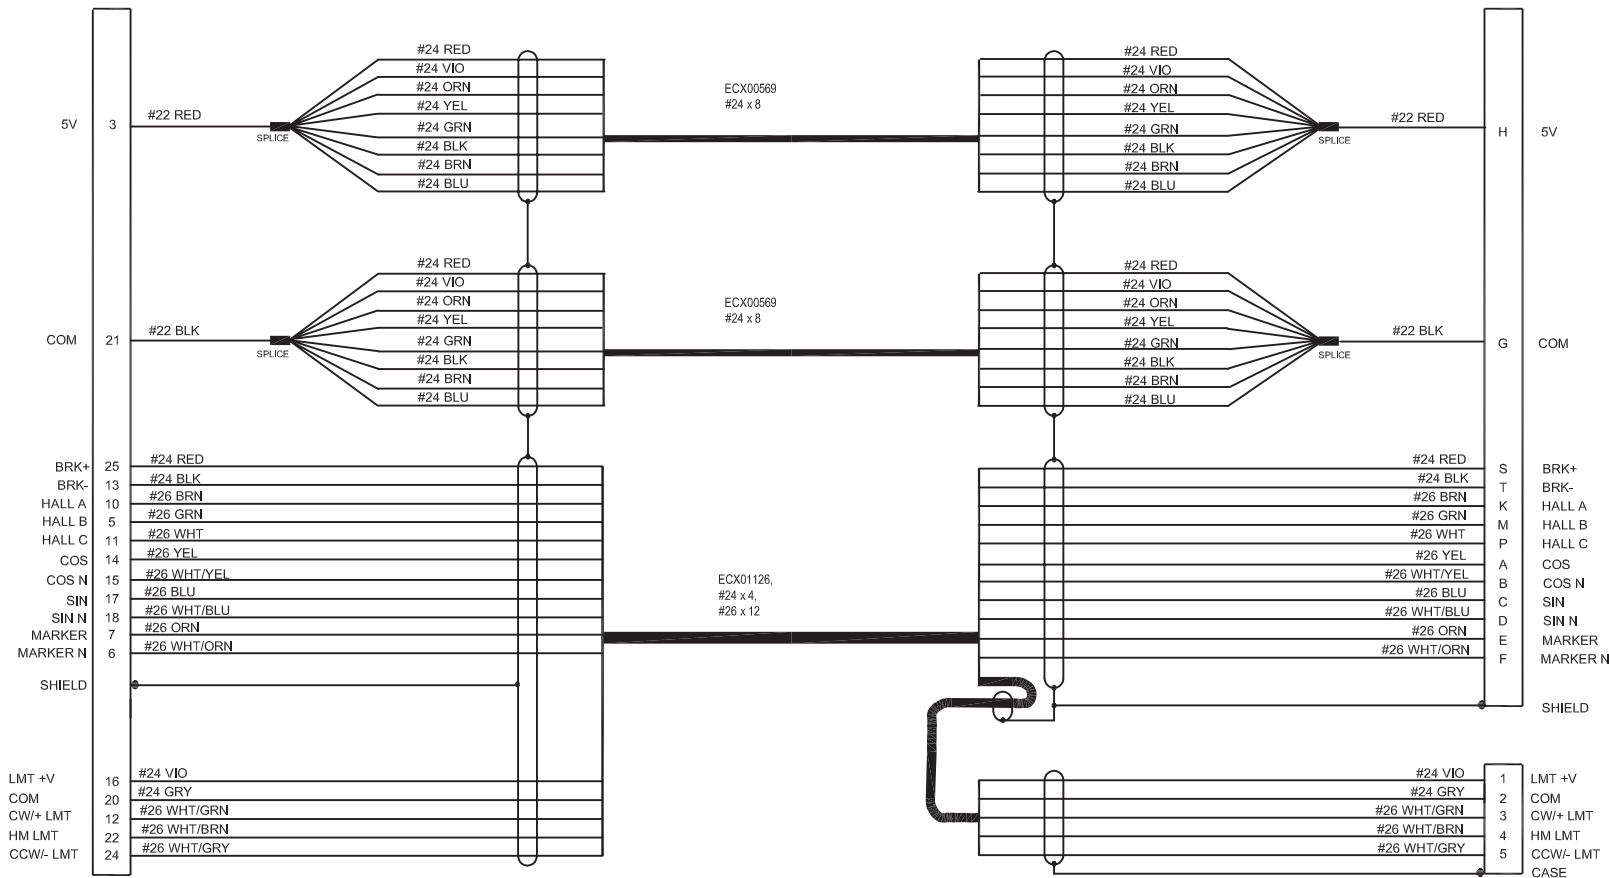 #24 RED
#24 VIO
#24 ORN
#24 YEL
#24 GRN
#24 BLK
#24 BRN
#24 BLU
5V 3 #22 RED
SPLICE
ECX00569
#24 x 8
#24 RED
#24 VIO
#24 ORN
#24 YEL
#24 GRN
#24 BLK
#24 BRN
#24 BLU
#22 RED H 5V
SPLICE
#24 RED
#24 VIO
#24 ORN
#24 YEL
#24 GRN
#24 BLK
#24 BRN
#24 BLU
COM 21 #22 BLK
SPLICE
ECX00569
#24 x 8
#24 RED
#24 VIO
#24 ORN
#24 YEL
#24 GRN
#24 BLK
#24 BRN
#24 BLU
#22 BLK G COM
SPLICE
BRK+ 25 #24 RED
BRK- 13 #24 BLK
HALL A 10 #26 BRN
HALL B 5 #26 GRN
HALL C 11 #26 WHT
COS 14 #26 YEL
COS N 15 #26 WHT/YEL
SIN 17 #26 BLU
SIN N 18 #26 WHT/BLU
MARKER 7 #26 ORN
MARKER N 6 #26 WHT/ORN
SHIELD
ECX01126,
#24 x 4,
#26 x 12
#24 RED S BRK+
#24 BLK T BRK-
#26 BRN K HALL A
#26 GRN M HALL B
#26 WHT P HALL C
#26 YEL A COS
#26 WHT/YEL B COS N
#26 BLU C SIN
#26 WHT/BLU D SIN N
#26 ORN E MARKER
#26 WHT/ORN F MARKER N
SHIELD
LMT +V 16 #24 VIO
COM 20 #24 GRY
CW/+ LMT 12 #26 WHT/GRN
HM LMT 22 #26 WHT/BRN
CCW/- LMT 24 #26 WHT/GRY
#24 VIO 1 LMT +V
#24 GRY 2 COM
#26 WHT/GRN 3 CW/+ LMT
#26 WHT/BRN 4 HM LMT
#26 WHT/GRY 5 CCW/- LMT
CASE